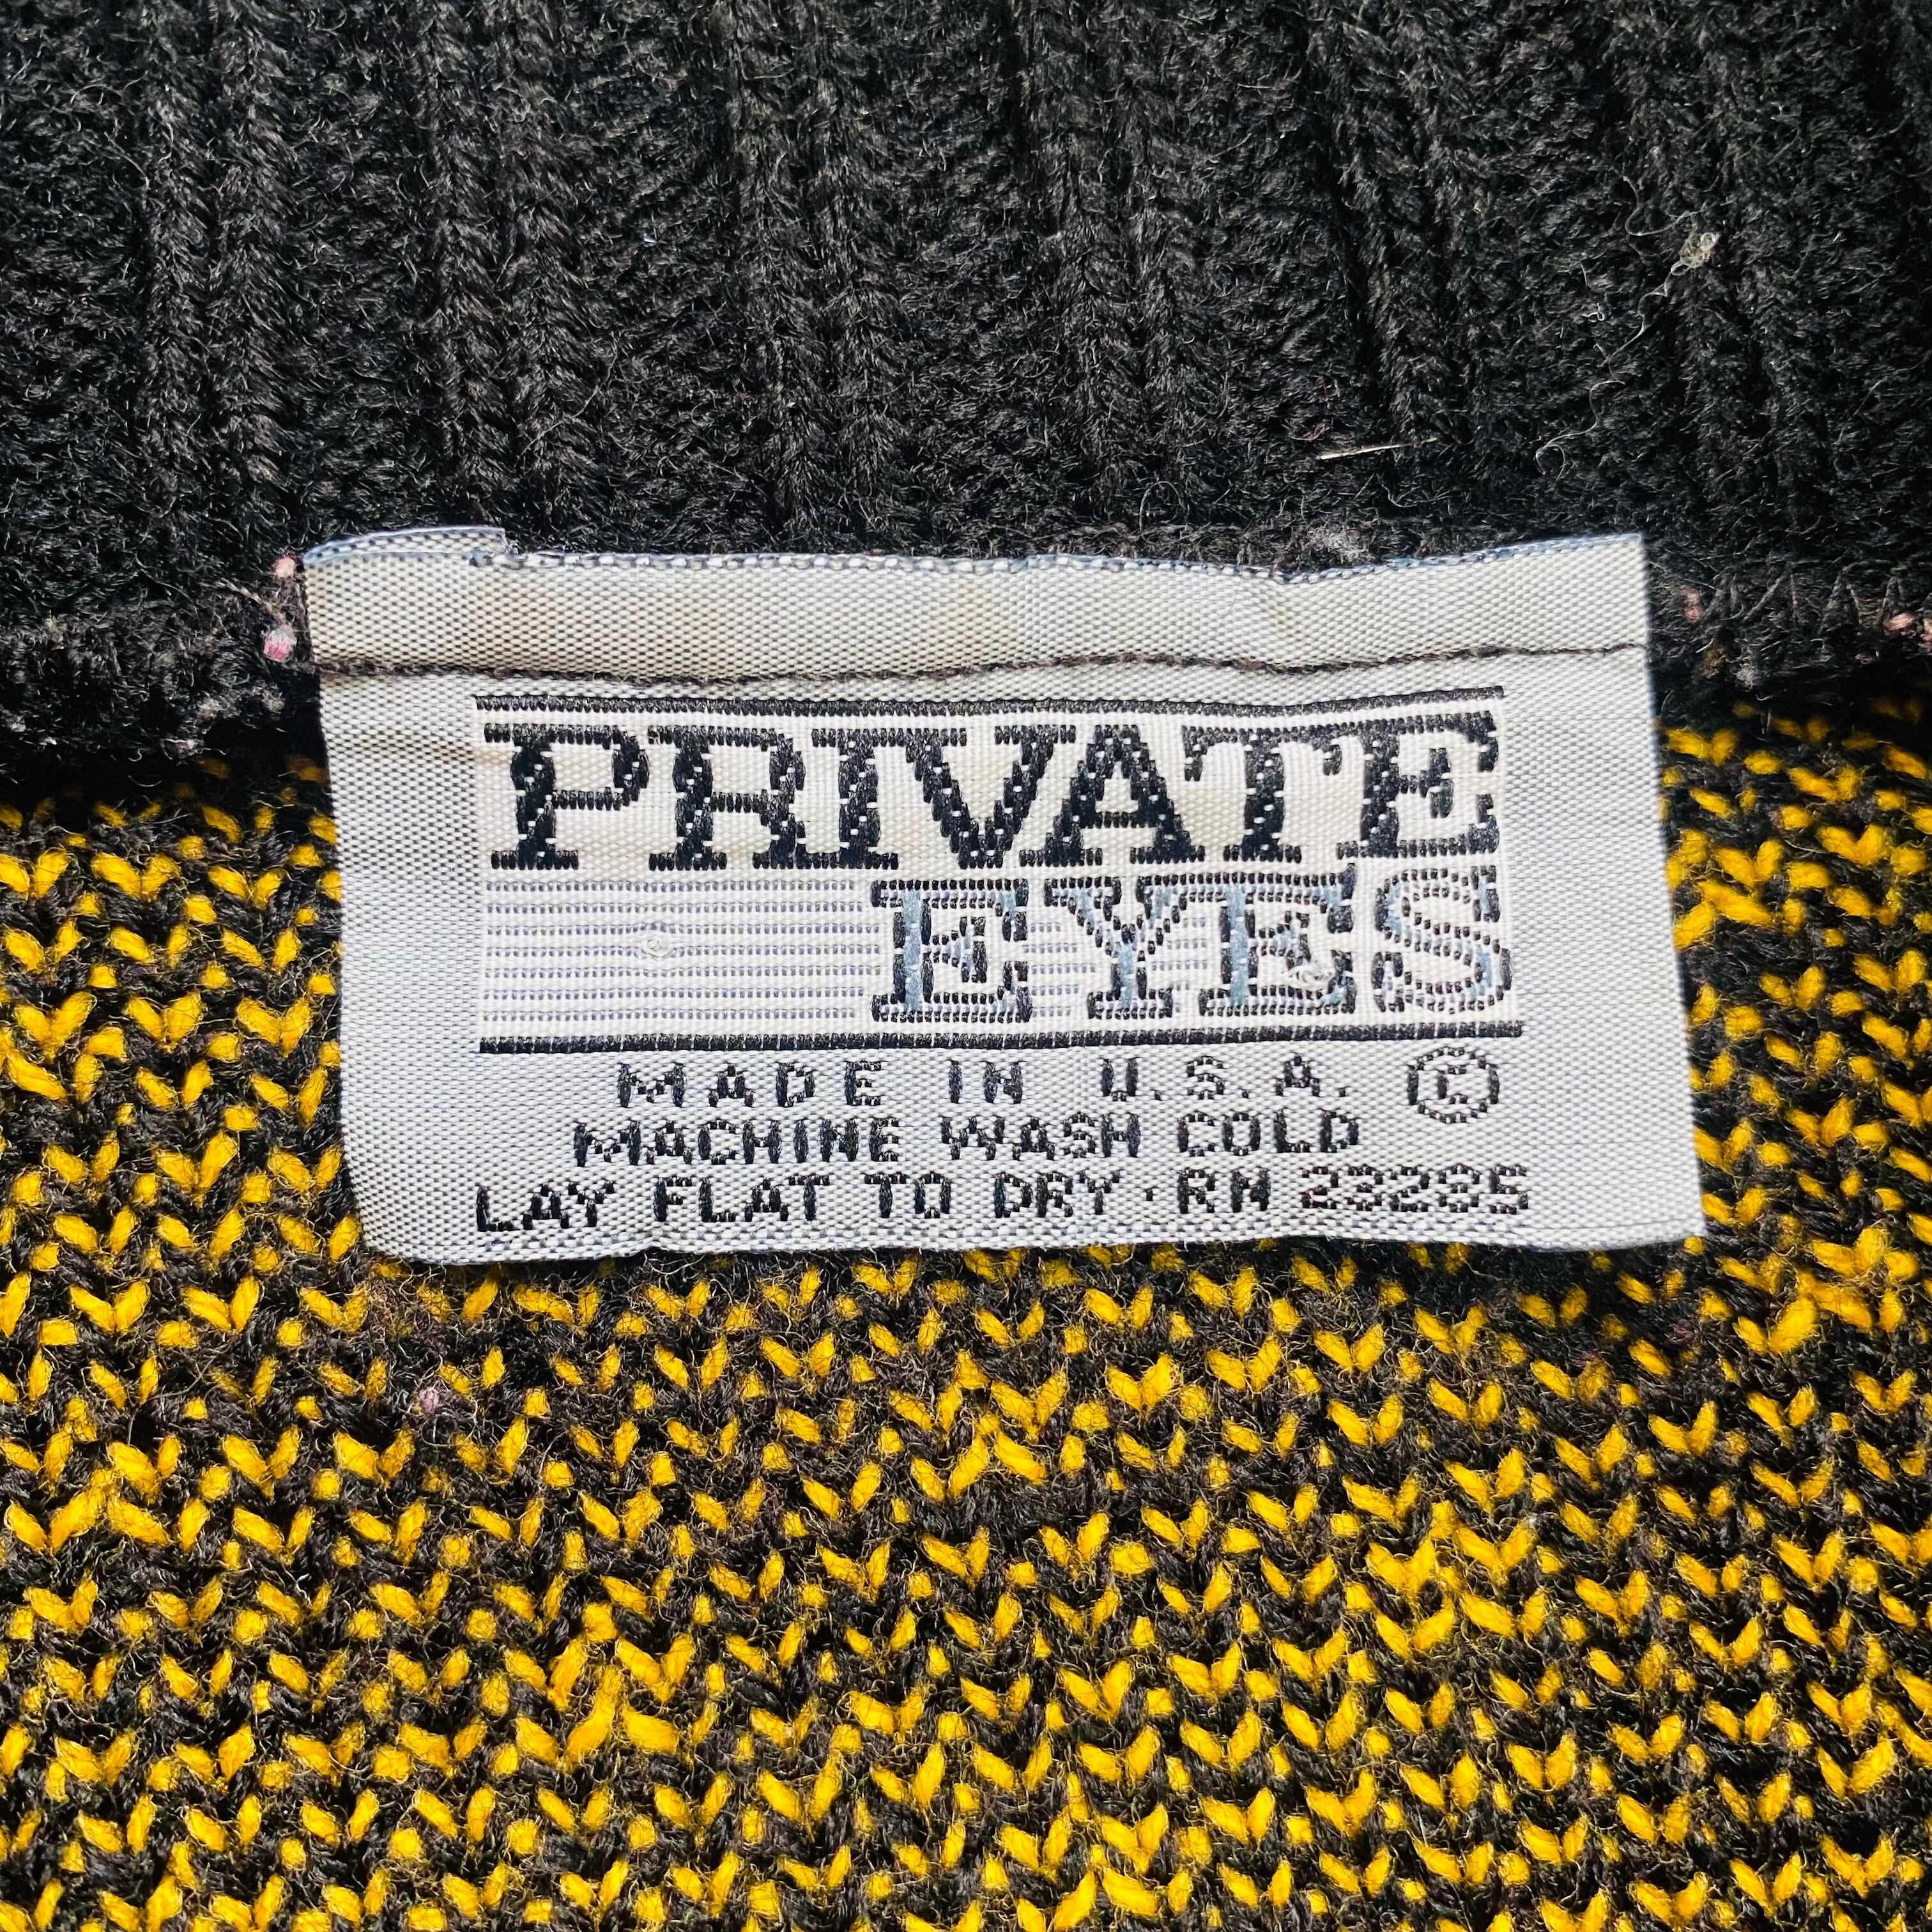 PRIVATE
EYES
MADE IN U.S.A. ©
MACHINE WASH COLD
LAY FLAT TO DRY · RN 23285